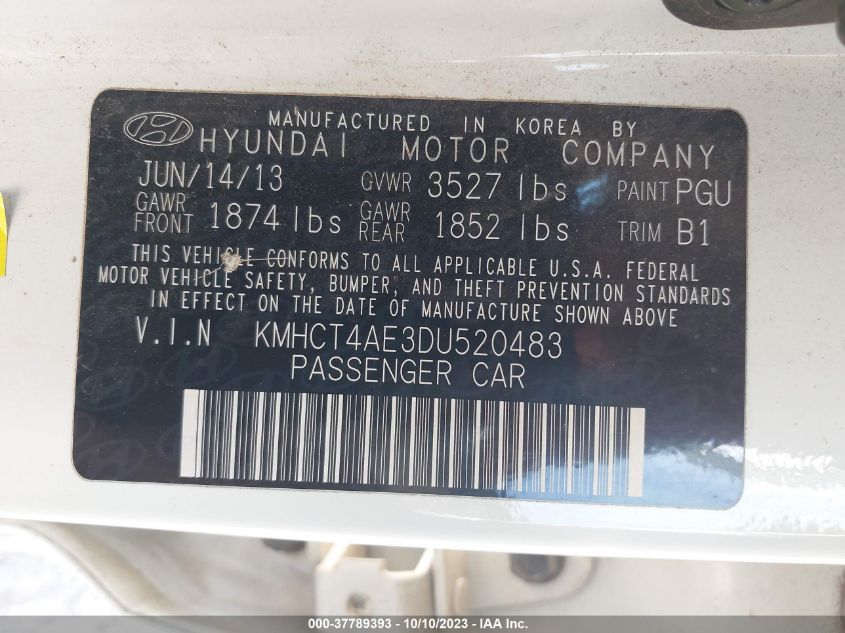 MANUFACTURED IN KOREA BY
HYUNDAI MOTOR COMPANY
JUN/14/13 GVWR 3527 lbs PAINT PGU
GAWR FRONT 1874 lbs GAWR REAR 1852 lbs TRIM B1
THIS VEHICLE CONFORMS TO ALL APPLICABLE U.S.A. FEDERAL
MOTOR VEHICLE SAFETY, BUMPER, AND THEFT PREVENTION STANDARDS
IN EFFECT ON THE DATE OF MANUFACTURE SHOWN ABOVE
V.I.N KMHCT4AE3DU520483
PASSENGER CAR
000-37789393 - 10/10/2023 - IAA Inc.